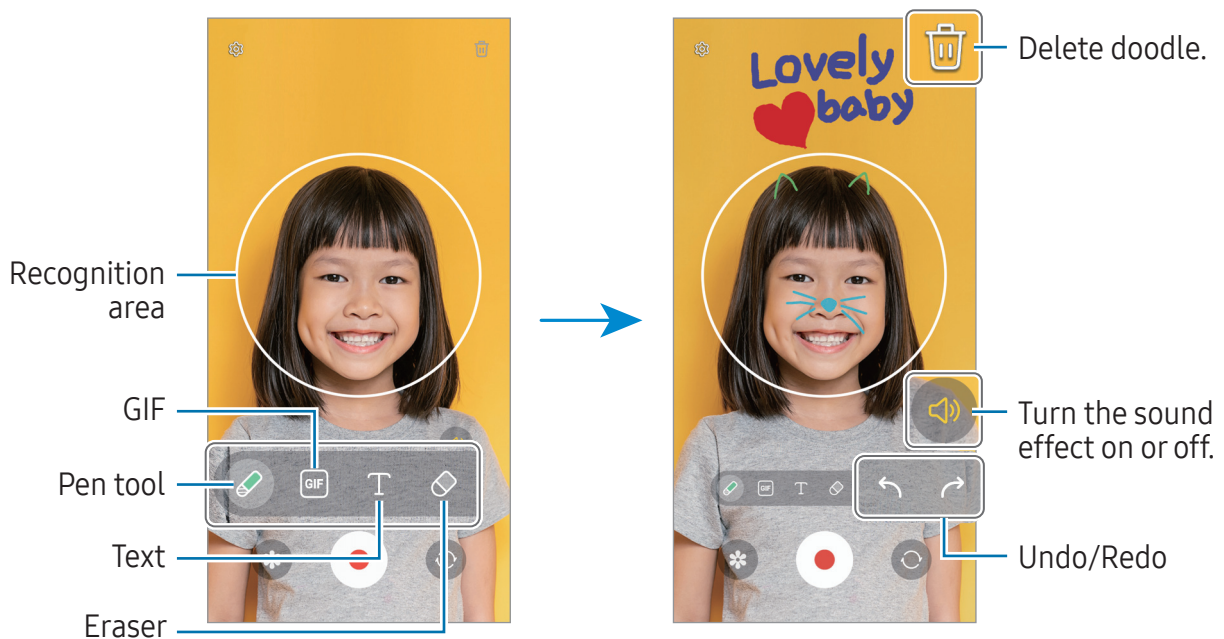 Delete doodle.
Lovely
baby
Recognition
area
GIF
Pen tool
GIF
T
GIF
T
Text
Eraser
Turn the sound
effect on or off.
Undo/Redo